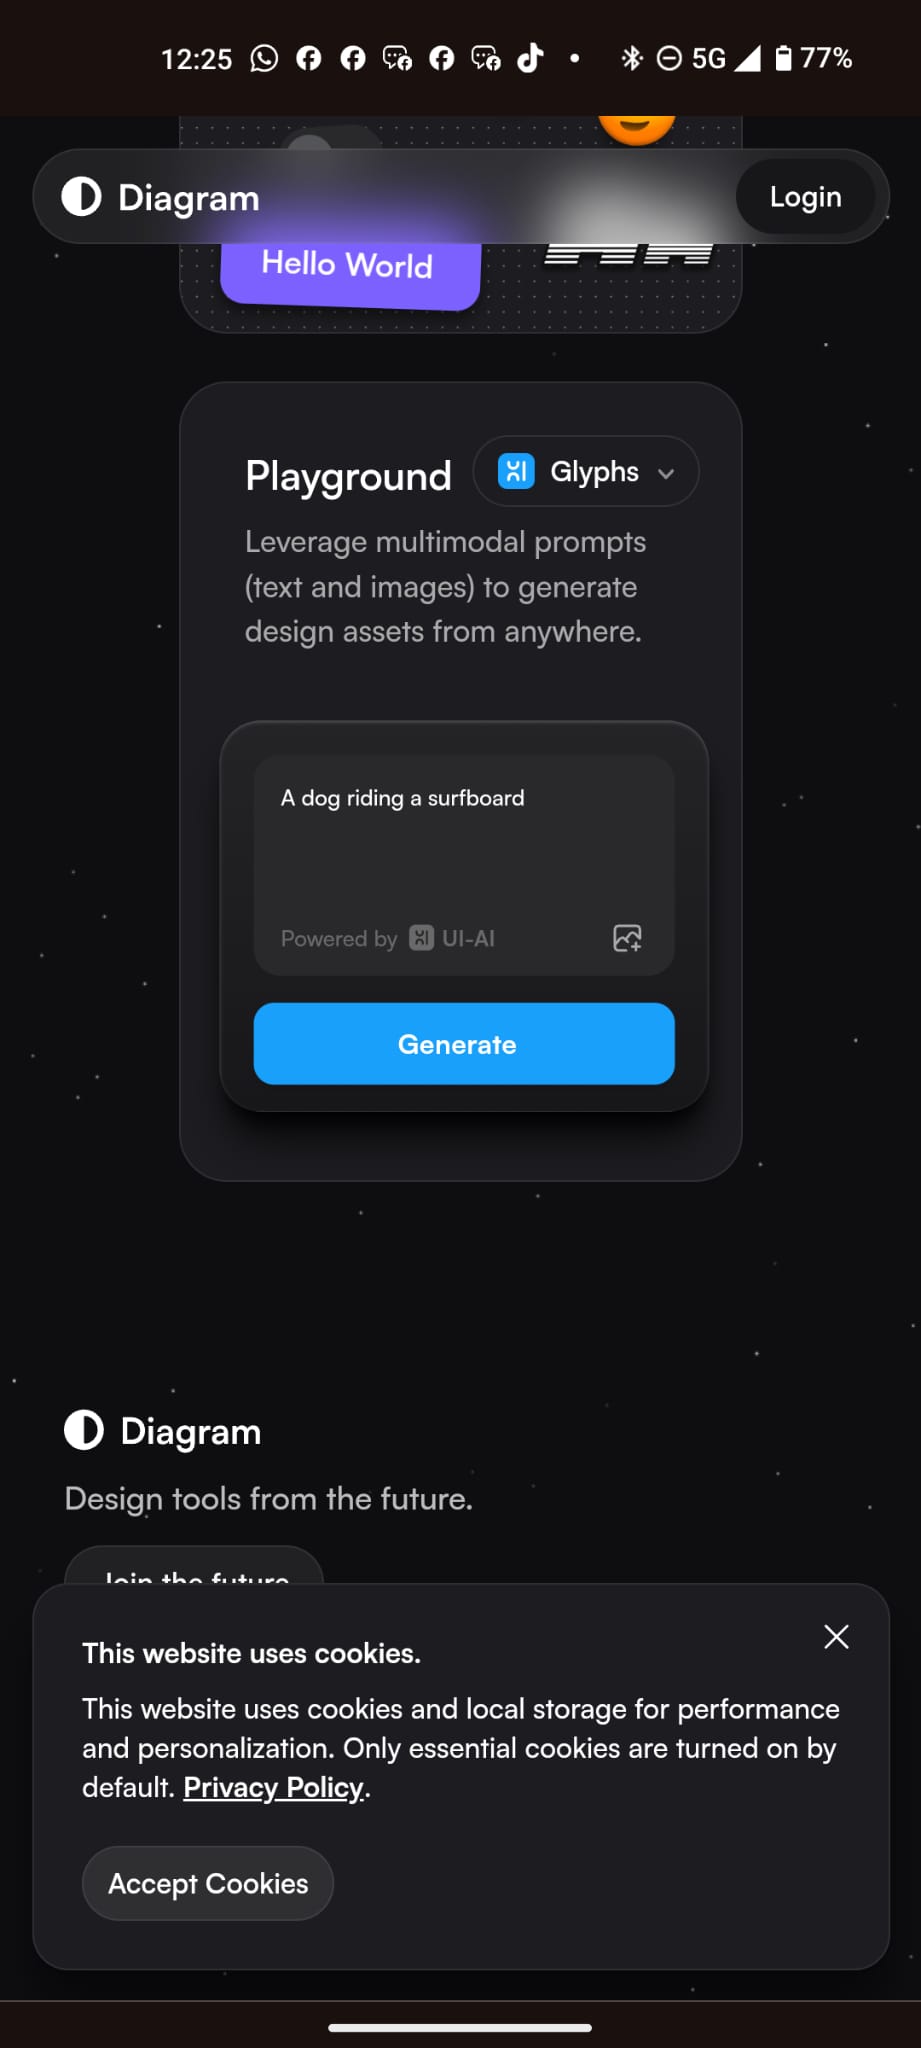 12:25 5G 77%
Diagram
Login
Hello World
Playground
Glyphs
Leverage multimodal prompts
(text and images) to generate
design assets from anywhere.
A dog riding a surfboard
Powered by UI-AI
Generate
Diagram
Design tools from the future.
Join the future
This website uses cookies.
This website uses cookies and local storage for performance
and personalization. Only essential cookies are turned on by
default. Privacy Policy.
Accept Cookies